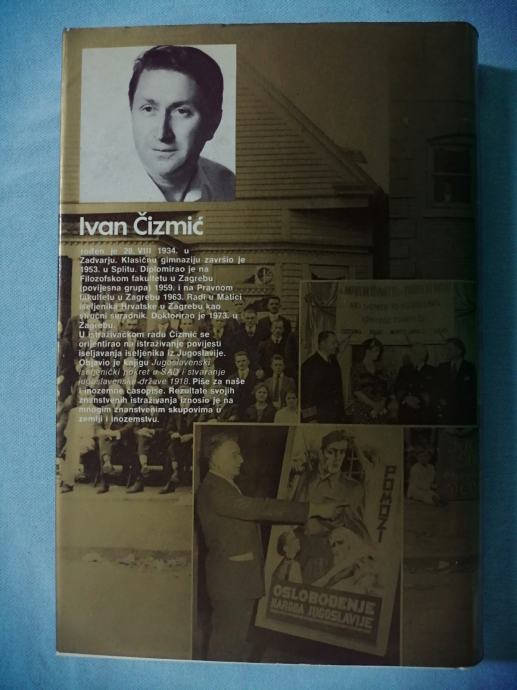 Ivan Čizmić
rođen je 28. VIII 1934. u
Zadvarju. Klasičnu gimnaziju završio je
1953. u Splitu. Diplomirao je na
Filozofskom fakultetu u Zagrebu
(povijesna grupa) 1959. i na Pravnom
fakultetu u Zagrebu 1963. Radi u Matici
iseljenika Hrvatske u Zagrebu kao
stručni suradnik. Doktorirao je 1973. u
Zagrebu.
U istraživačkom radu Čizmić se
orijentirao na istraživanje povijesti
iseljavanja iseljenika iz Jugoslavije.
Objavio je knjigu Jugoslavenski
iseljenički pokret u SAD i stvaranje
jugoslavenske države 1918. Piše za naše
i inozemne časopise. Rezultate svojih
znanstvenih istraživanja iznosio je na
mnogim znanstvenim skupovima u
zemlji i inozemstvu.
POMOZI
OSLOBOĐENJE
NARODA JUGOSLAVIJE